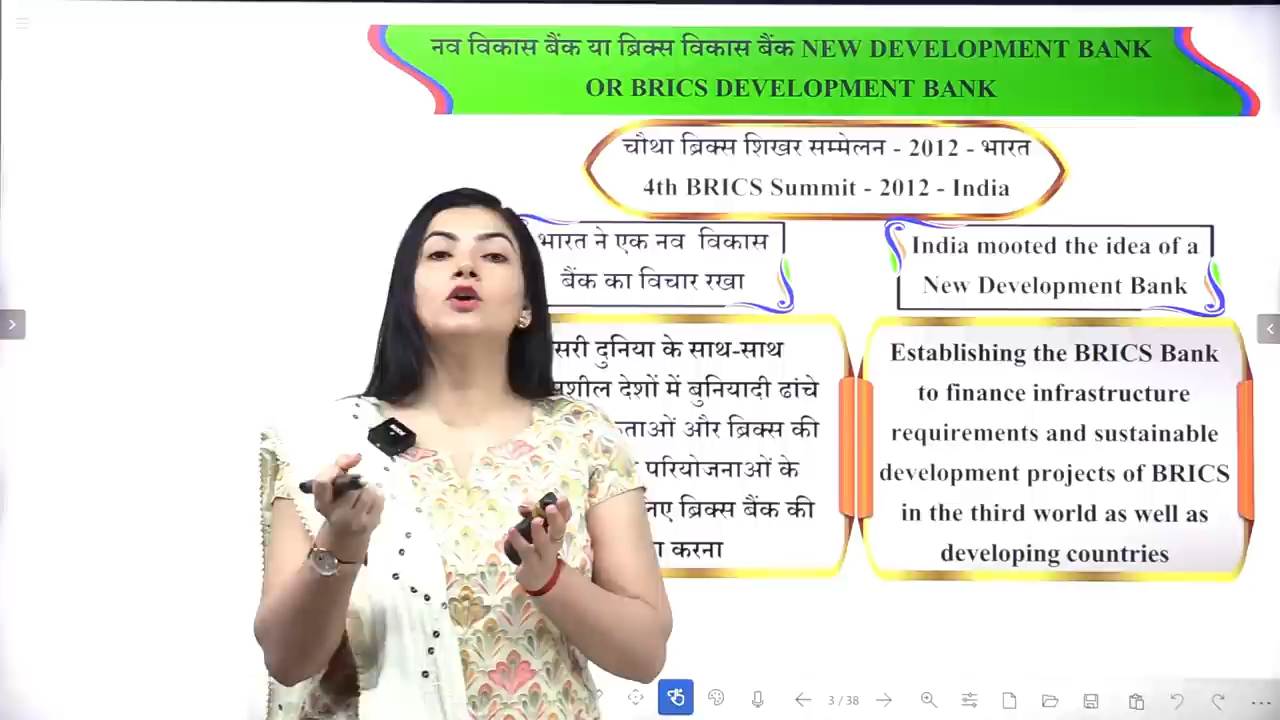 नव विकास बैंक या ब्रिक्स विकास बैंक NEW DEVELOPMENT BANK
OR BRICS DEVELOPMENT BANK
चौथा ब्रिक्स शिखर सम्मेलन - 2012 - भारत
4th BRICS Summit - 2012 - India
भारत ने एक नव विकास
बैंक का विचार रखा
India mooted the idea of a
New Development Bank
दुनिया के साथ-साथ
देशों में बुनियादी ढांचे
और ब्रिक्स की
परियोजनाओं के
ब्रिक्स बैंक की
करना
Establishing the BRICS Bank
to finance infrastructure
requirements and sustainable
development projects of BRICS
in the third world as well as
developing countries
3 / 38